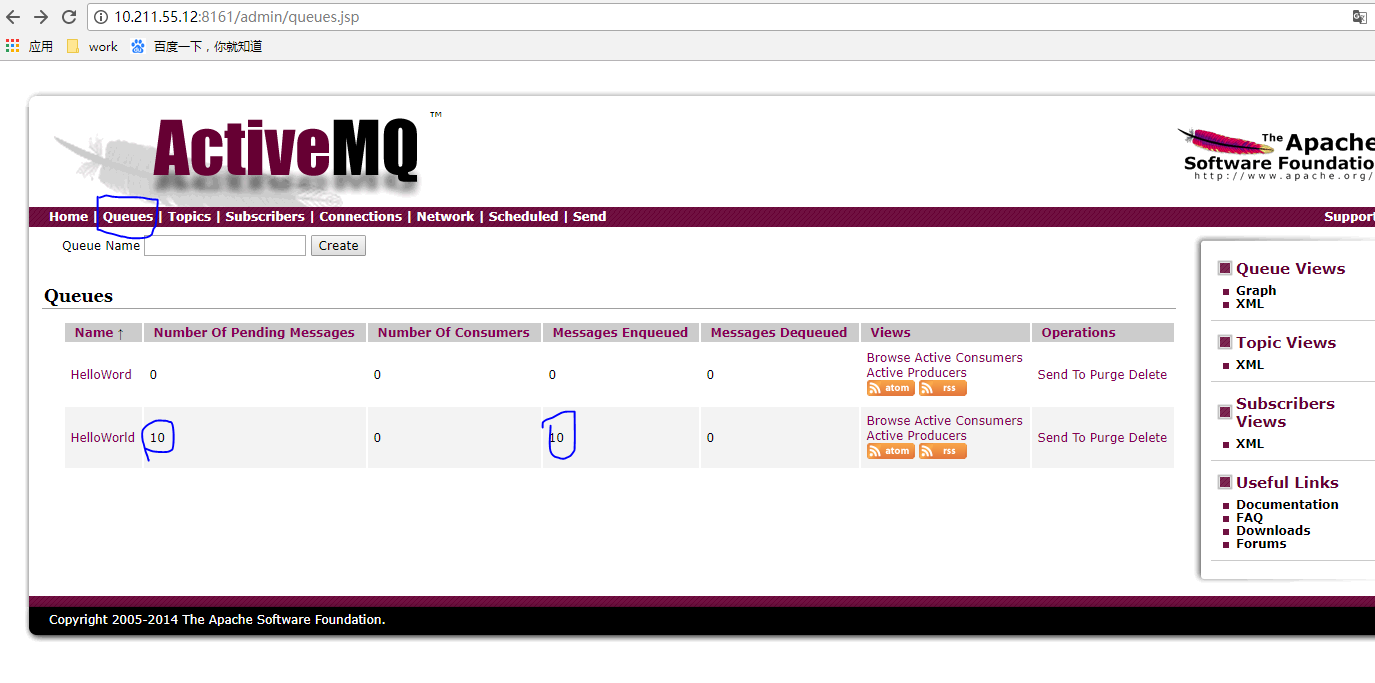 10.211.55.12:8161/admin/queues.jsp
应用 work 百度一下，你就知道
ActiveMQ ™
The Apache
Software Foundatio
http://www.apache.org/
Home | Queues | Topics | Subscribers | Connections | Network | Scheduled | Send
Support
Queue Name Create
Queues
Name ↑ Number Of Pending Messages Number Of Consumers Messages Enqueued Messages Dequeued Views Operations
HelloWord 0 0 0 0 Browse Active Consumers
Active Producers
atom rss
Send To Purge Delete
HelloWorld 10 0 10 0 Browse Active Consumers
Active Producers
atom rss
Send To Purge Delete
Queue Views
Graph
XML
Topic Views
XML
Subscribers
Views
XML
Useful Links
Documentation
FAQ
Downloads
Forums
Copyright 2005-2014 The Apache Software Foundation.